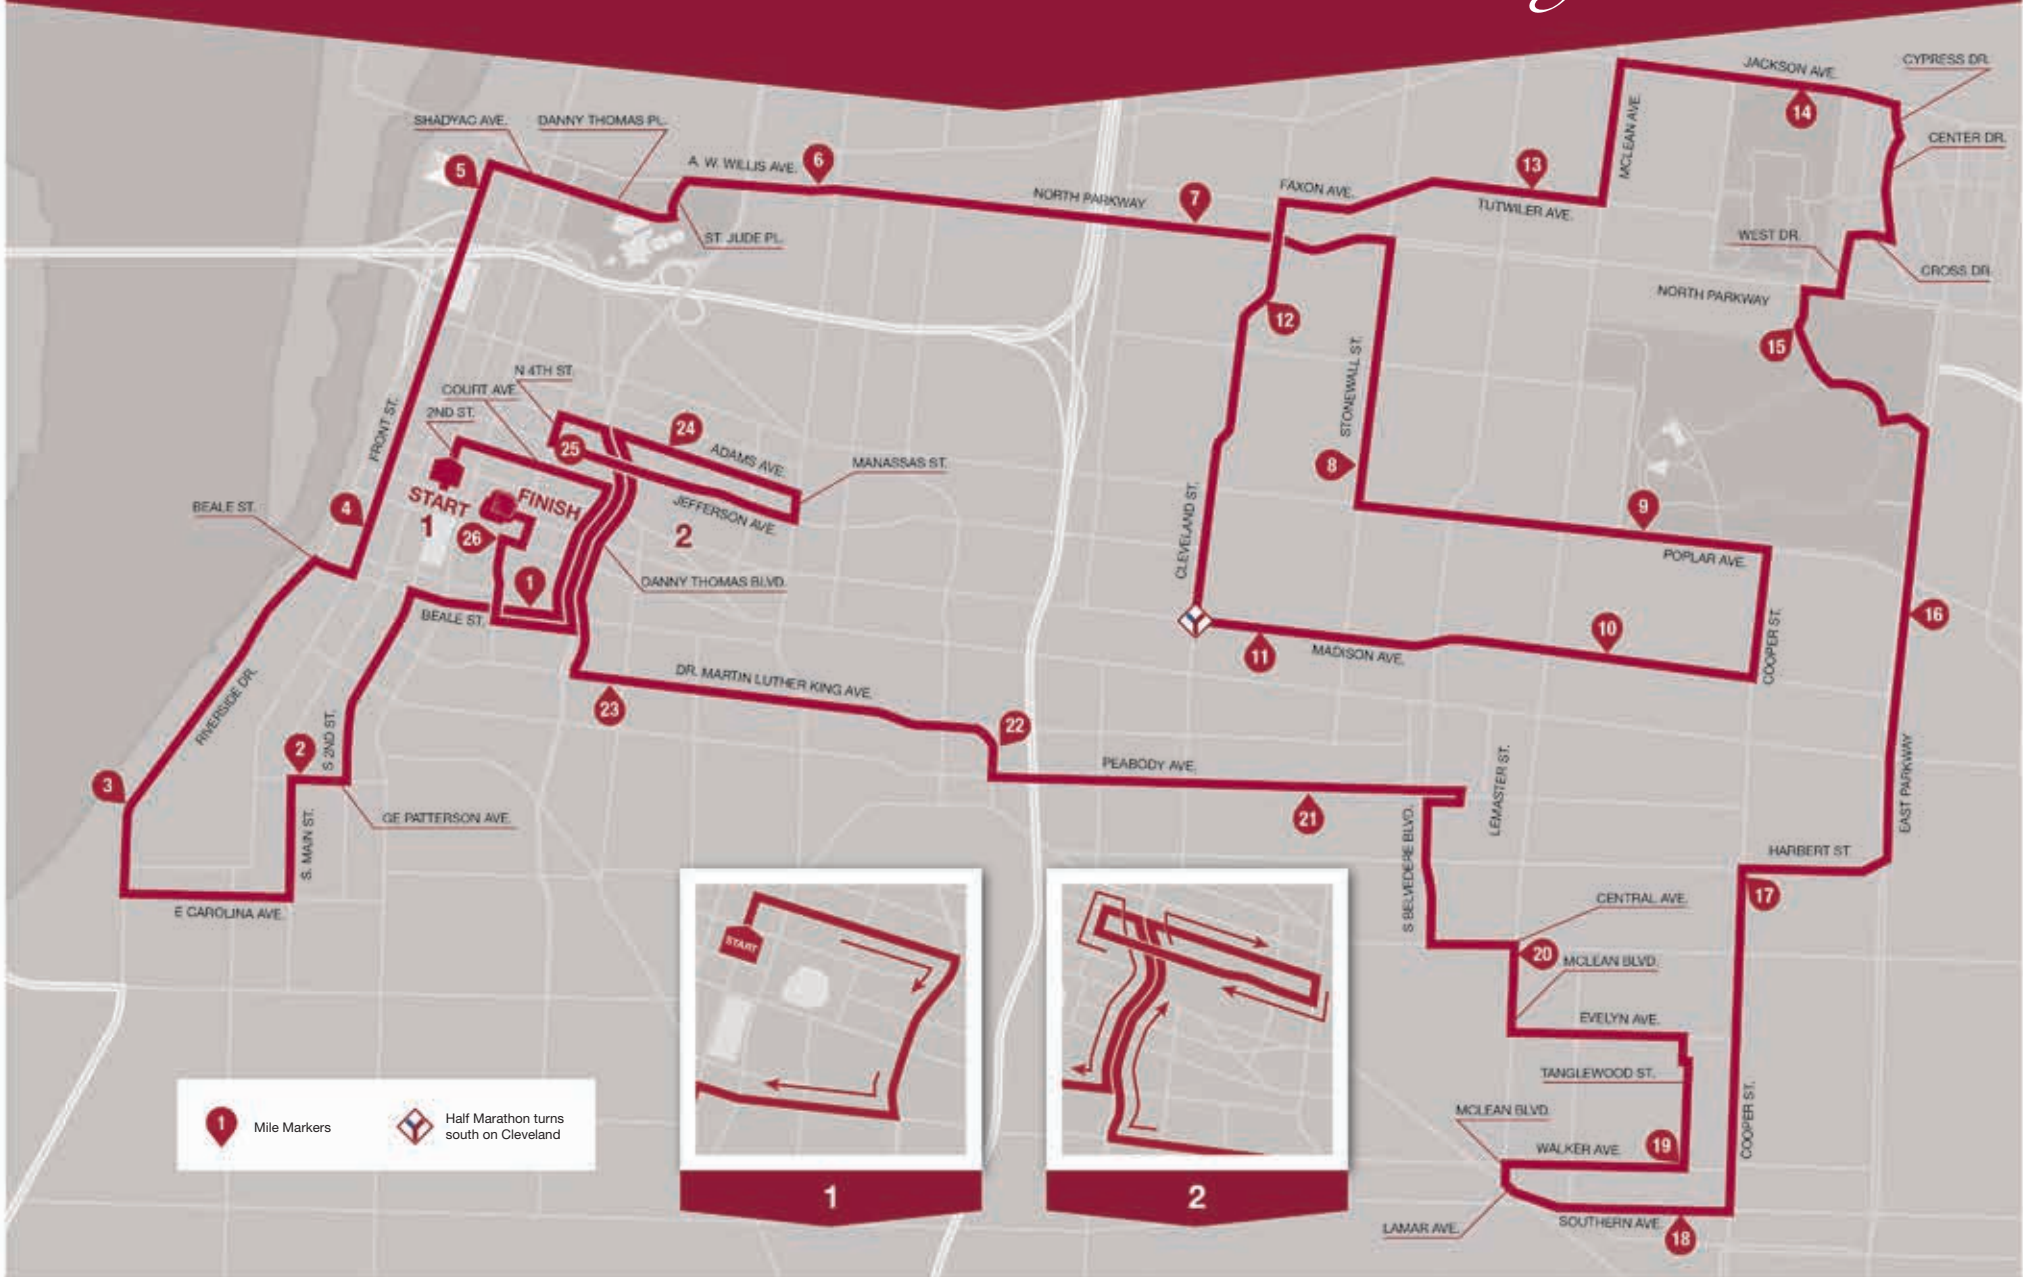 JACKSON AVE.
CYPRESS DR.
14
CENTER DR.
MCLEAN AVE.
SHADYAC AVE.
DANNY THOMAS PL.
5
A. W. WILLIS AVE.
6
13
NORTH PARKWAY
7
FAXON AVE.
TUTWILER AVE.
ST. JUDE PL.
WEST DR.
CROSS DR.
NORTH PARKWAY
12
15
N 4TH ST.
COURT AVE.
2ND ST.
FRONT ST.
STONEWALL ST.
24
25
ADAMS AVE.
MANASSAS ST.
8
START
1
FINISH
JEFFERSON AVE.
2
BEALE ST.
4
26
9
POPLAR AVE.
CLEVELAND ST.
1
DANNY THOMAS BLVD.
BEALE ST.
16
10
COOPER ST.
11
MADISON AVE.
DR. MARTIN LUTHER KING AVE.
RIVERSIDE DR.
23
22
2
S 2ND ST.
3
PEABODY AVE.
LEMASTER ST.
EAST PARKWAY
GE PATTERSON AVE.
21
S. MAIN ST.
S BELVEDERE BLVD.
HARBERT ST.
17
E CAROLINA AVE.
CENTRAL AVE.
20
MCLEAN BLVD.
START
EVELYN AVE.
TANGLEWOOD ST.
COOPER ST.
MCLEAN BLVD.
WALKER AVE.
19
1
Mile Markers
Half Marathon turns
south on Cleveland
1
2
LAMAR AVE.
SOUTHERN AVE.
18